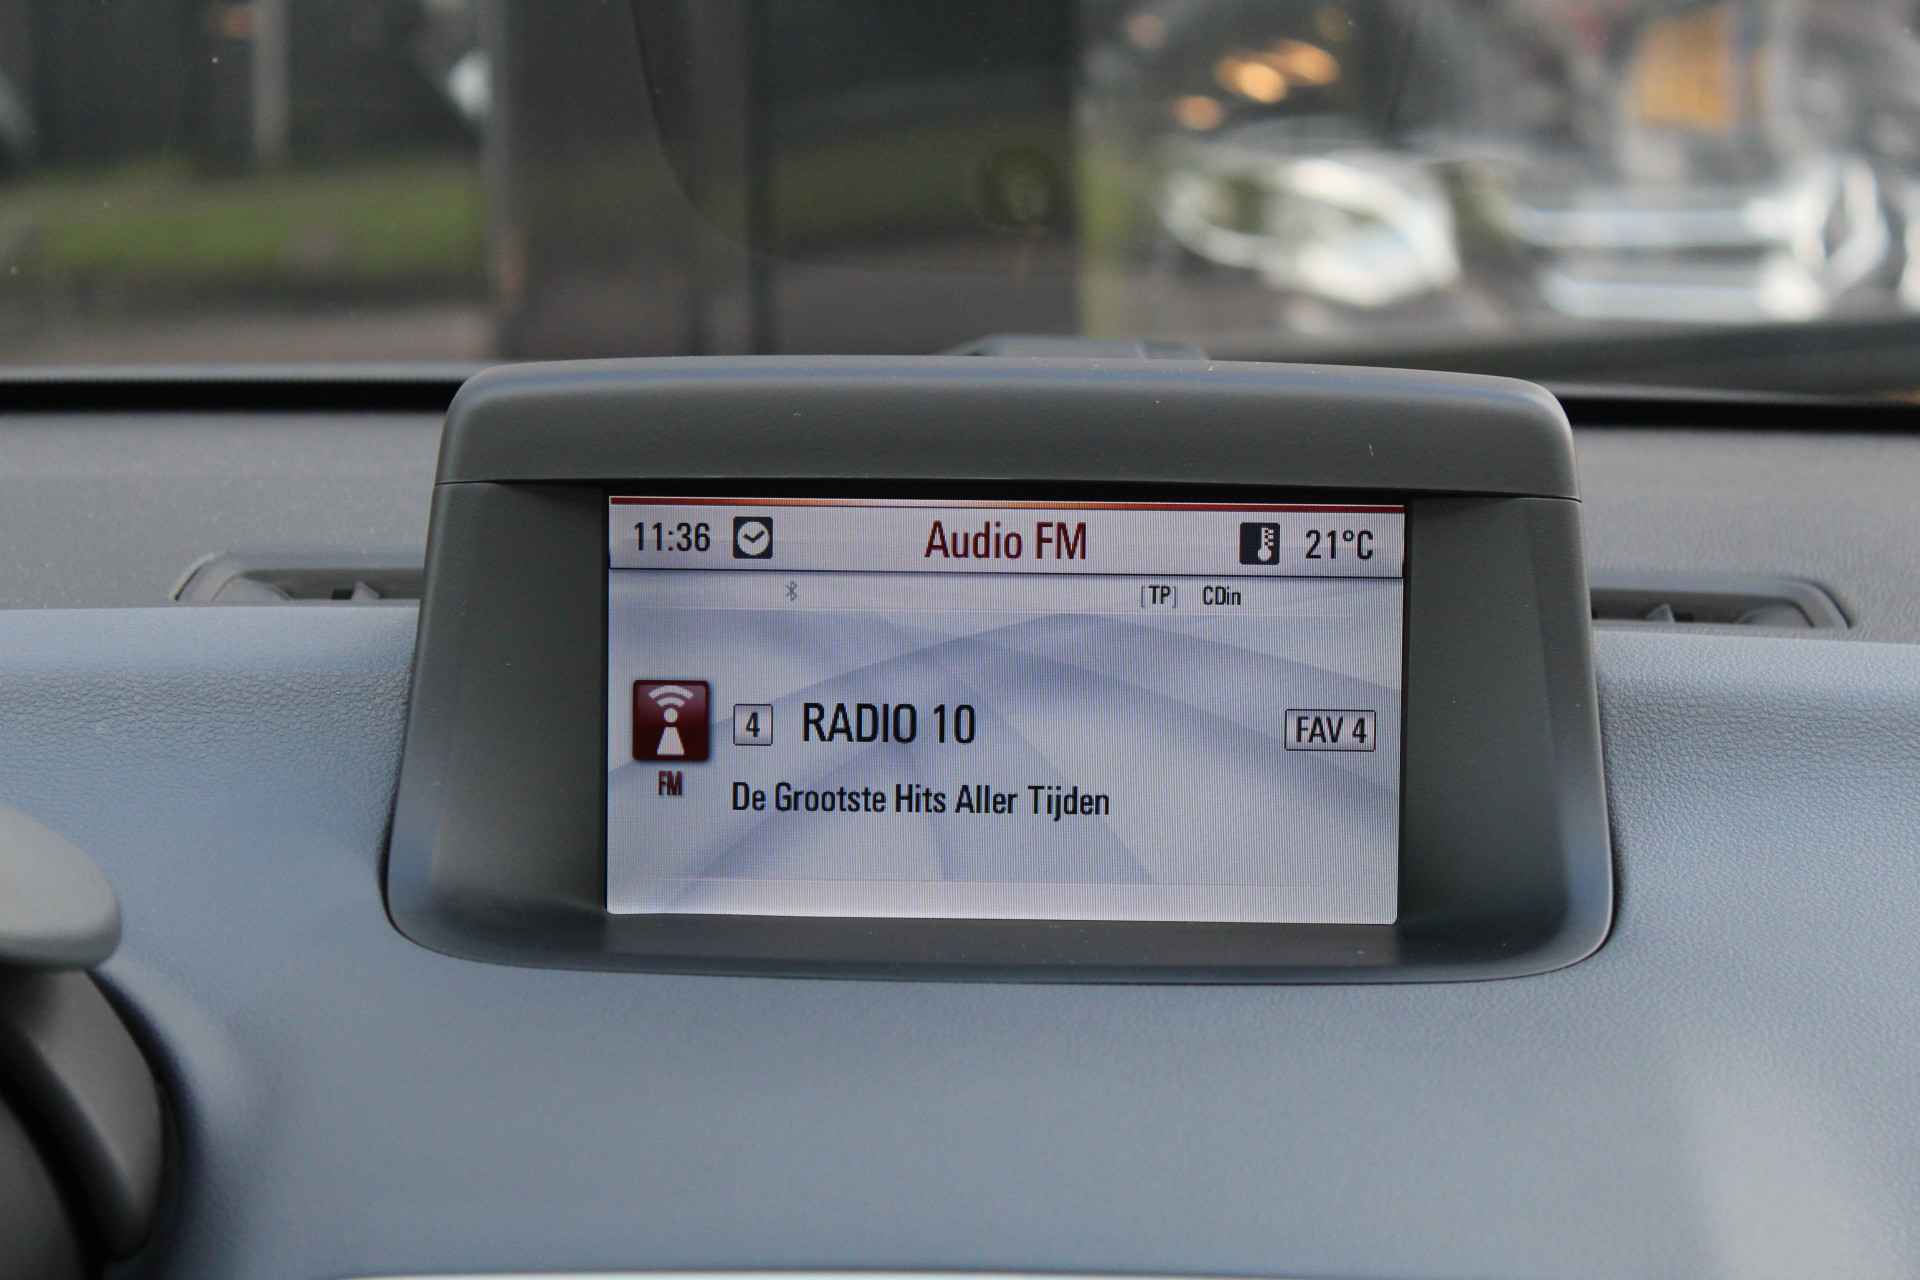 11:36 Audio FM 21°C
[TP] CDin
4 RADIO 10 FAV 4
FM
De Grootste Hits Aller Tijden